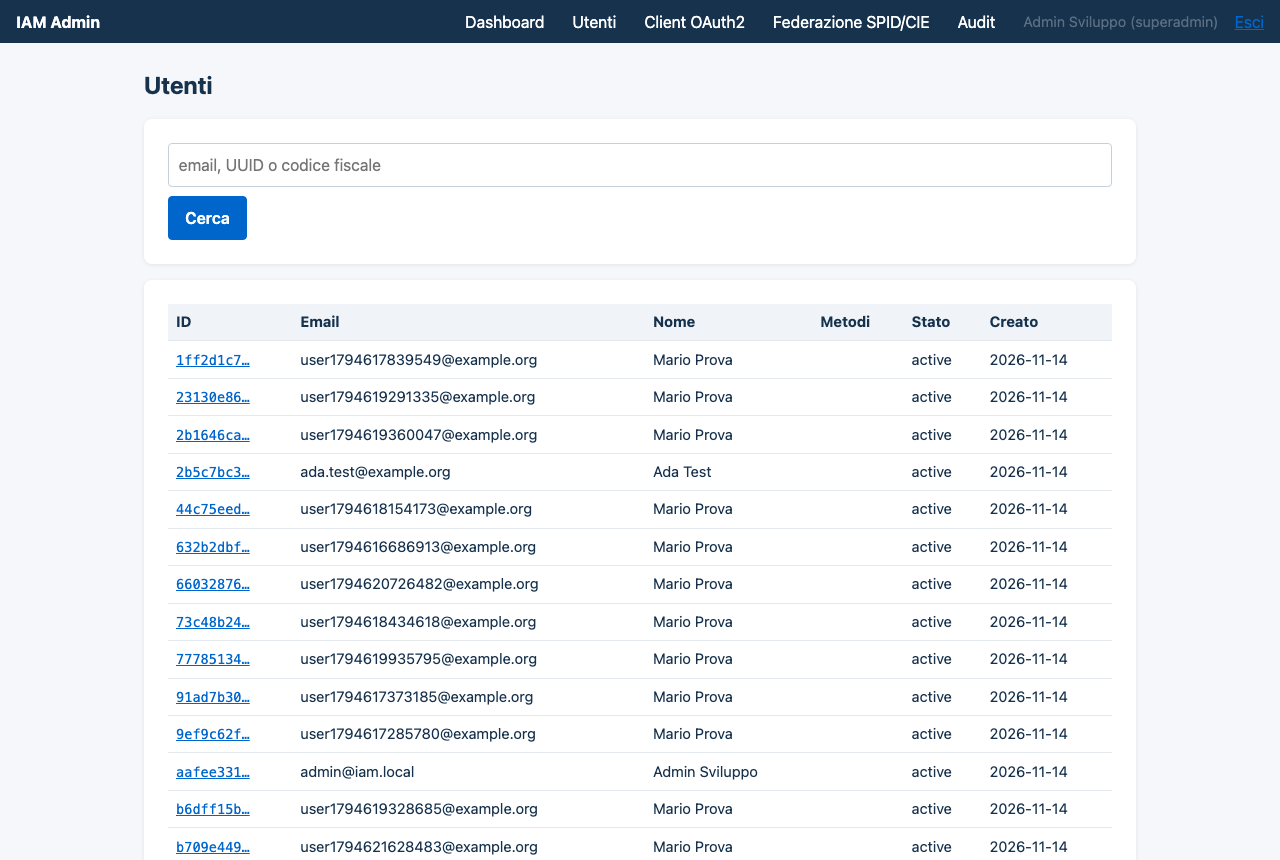 IAM Admin Dashboard Utenti Client OAuth2 Federazione SPID/CIE Audit Admin Sviluppo (superadmin) Esci
Utenti
email, UUID o codice fiscale
Cerca
ID Email Nome Metodi Stato Creato
1ff2d1c7… user1794617839549@example.org Mario Prova active 2026-11-14
23130e86… user1794619291335@example.org Mario Prova active 2026-11-14
2b1646ca… user1794619360047@example.org Mario Prova active 2026-11-14
2b5c7bc3… ada.test@example.org Ada Test active 2026-11-14
44c75eed… user1794618154173@example.org Mario Prova active 2026-11-14
632b2dbf… user1794616686913@example.org Mario Prova active 2026-11-14
66032876… user1794620726482@example.org Mario Prova active 2026-11-14
73c48b24… user1794618434618@example.org Mario Prova active 2026-11-14
77785134… user1794619935795@example.org Mario Prova active 2026-11-14
91ad7b30… user1794617373185@example.org Mario Prova active 2026-11-14
9ef9c62f… user1794617285780@example.org Mario Prova active 2026-11-14
aafee331… admin@iam.local Admin Sviluppo active 2026-11-14
b6dff15b… user1794619328685@example.org Mario Prova active 2026-11-14
b709e449… user1794621628483@example.org Mario Prova active 2026-11-14